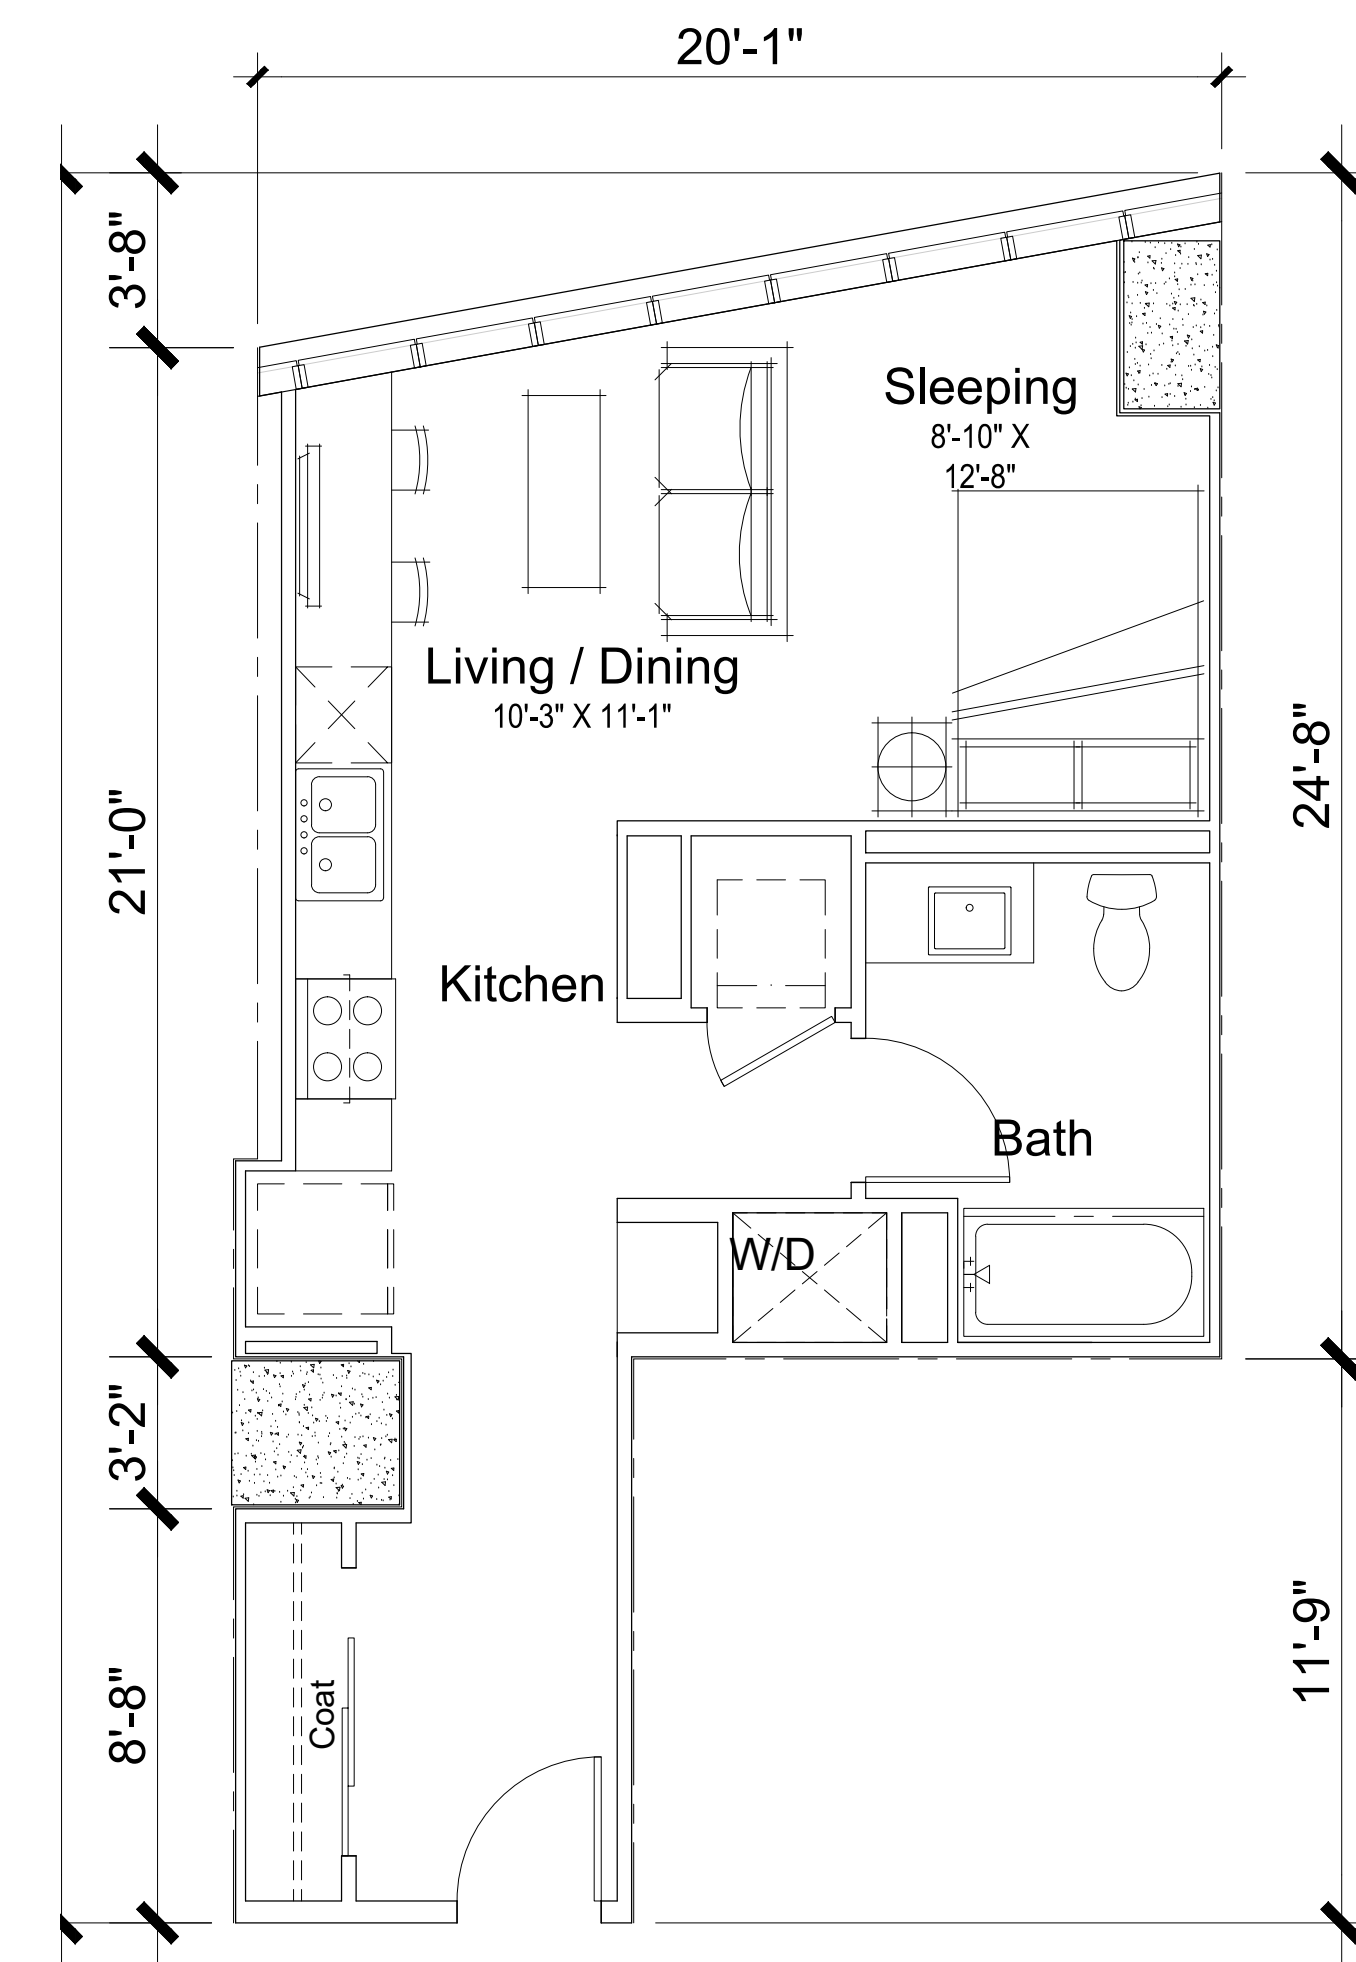 20'-1"
3'-8"
Sleeping
8'-10" X
12'-8"
Living / Dining
10'-3" X 11'-1"
24'-8"
21'-0"
Kitchen
Bath
W/D
3'-2"
11'-9"
8'-8"
Coat